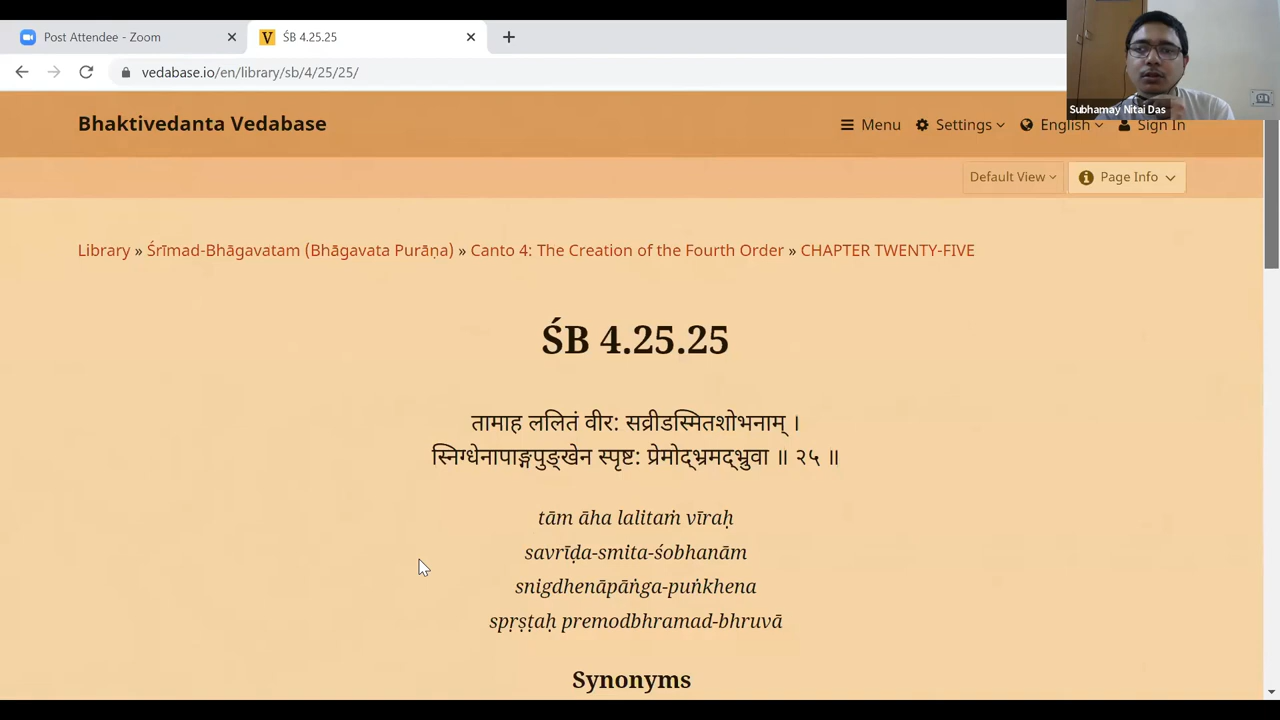 Post Attendee - Zoom
ŚB 4.25.25
vedabase.io/en/library/sb/4/25/25/
Subhamay Nitai Das
Bhaktivedanta Vedabase
Menu Settings English Sign In
Default View Page Info
Library » Śrīmad-Bhāgavatam (Bhāgavata Purāṇa) » Canto 4: The Creation of the Fourth Order » CHAPTER TWENTY-FIVE
ŚB 4.25.25
तामाह ललितं वीर: सव्रीडस्मितशोभनाम् ।
स्निग्धेनापाङ्गपुङ्खेन स्पृष्ट: प्रेमोद्भ्रमद्भ्रुवा ॥ २५ ॥
tām āha lalitaṁ vīraḥ
savrīḍa-smita-śobhanām
snigdhenāpāṅga-puṅkhena
spṛṣṭaḥ premodbhramad-bhruvā
Synonyms